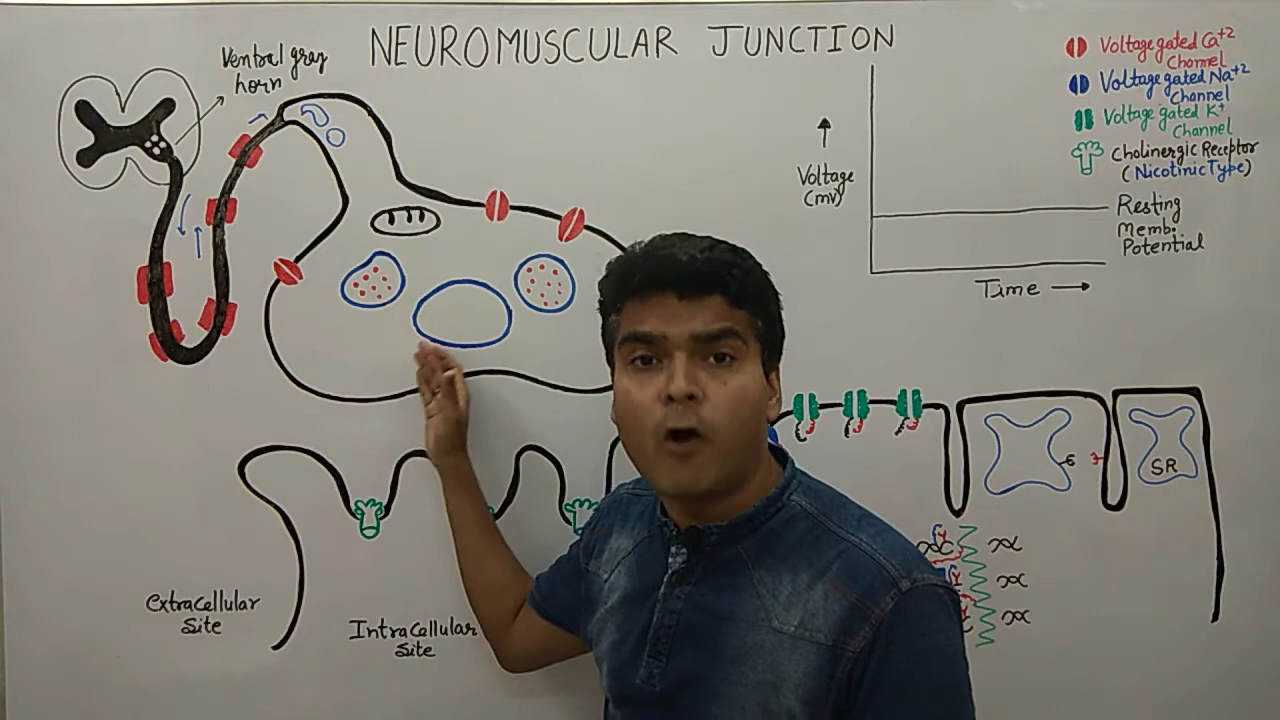 NEUROMUSCULAR JUNCTION
Ventral gray
horn
Voltage gated Ca+2
Channel
Voltage gated Na+2
Channel
Voltage gated K+
Channel
Cholinergic Receptor
(Nicotinic Type)
Voltage
(mv)
Resting
Memb.
Potential
Time
SR
Extracellular
Site
Intracellular
Site